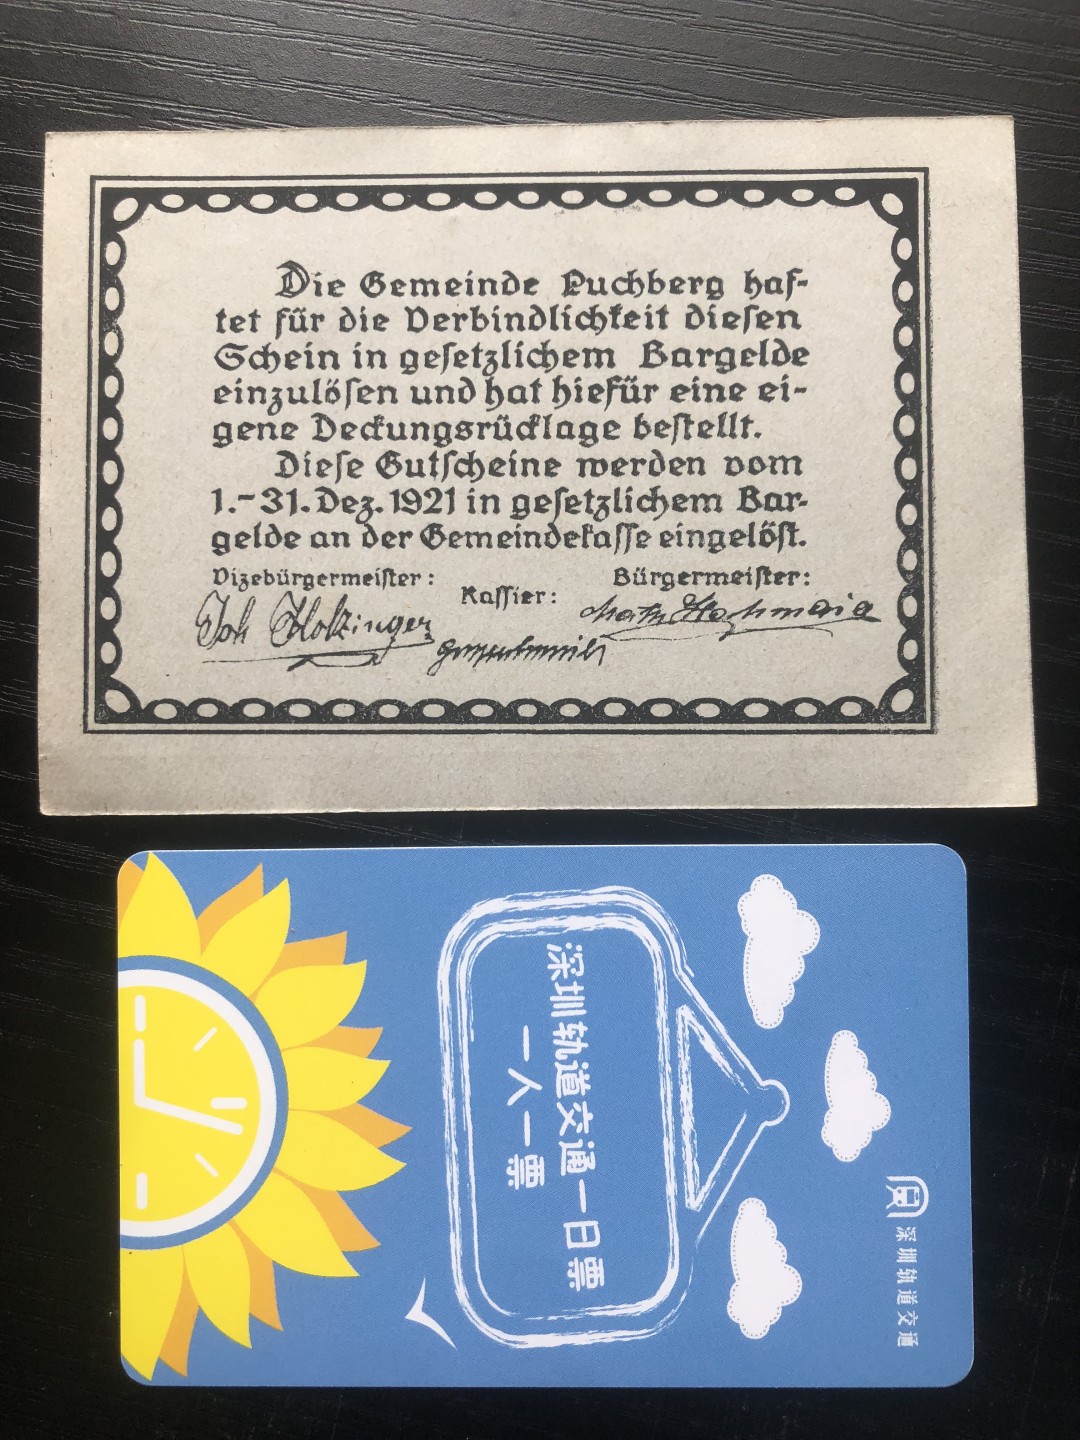 Die Gemeinde Puchberg haf-
tet für die Verbindlichkeit diesen
Schein in gesetzlichem Bargelde
einzulösen und hat hiefür eine ei-
gene Deckungsrücklage bestellt.
Diese Gutscheine werden vom
1.-31. Dez. 1921 in gesetzlichem Bar-
gelde an der Gemeindekasse eingelöst.
Vizebürgermeister:
Kassier:
Bürgermeister:
Joh Holzinger
深圳轨道交通
深圳轨道交通一日票
一人一票